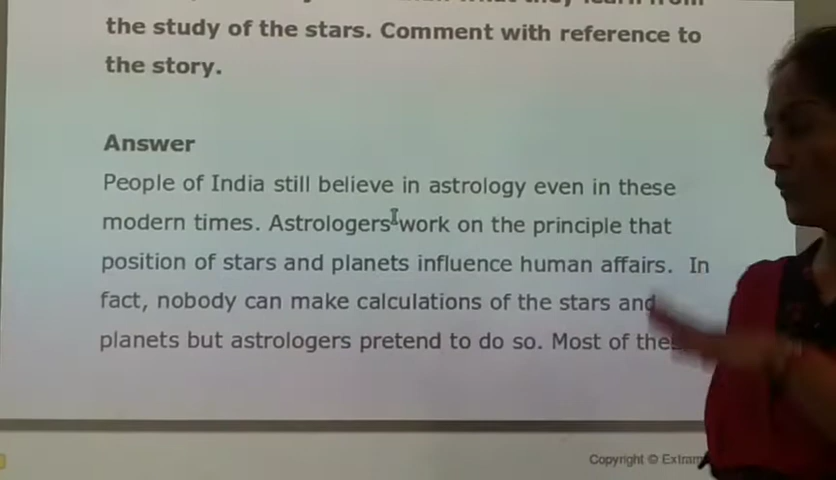 the study of the stars. Comment with reference to
the story.
Answer
People of India still believe in astrology even in these
modern times. Astrologers work on the principle that
position of stars and planets influence human affairs. In
fact, nobody can make calculations of the stars and
planets but astrologers pretend to do so. Most of
Copyright ©